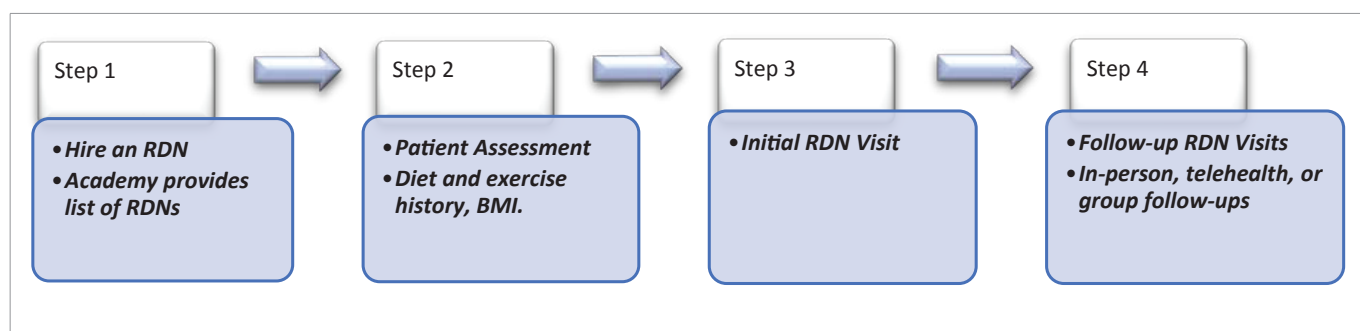 Step 1
• Hire an RDN
• Academy provides
list of RDNs
Step 2
• Patient Assessment
• Diet and exercise
history, BMI.
Step 3
• Initial RDN Visit
Step 4
• Follow-up RDN Visits
• In-person, telehealth, or
group follow-ups